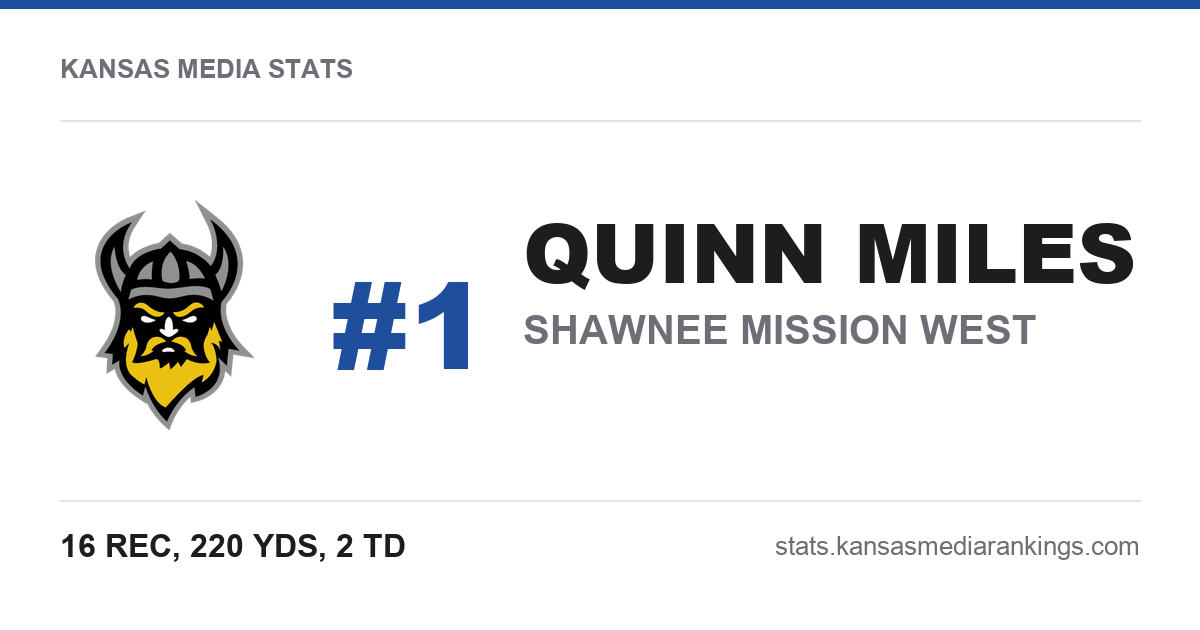 KANSAS MEDIA STATS
#1
QUINN MILES
SHAWNEE MISSION WEST
16 REC, 220 YDS, 2 TD
stats.kansasmediarankings.com